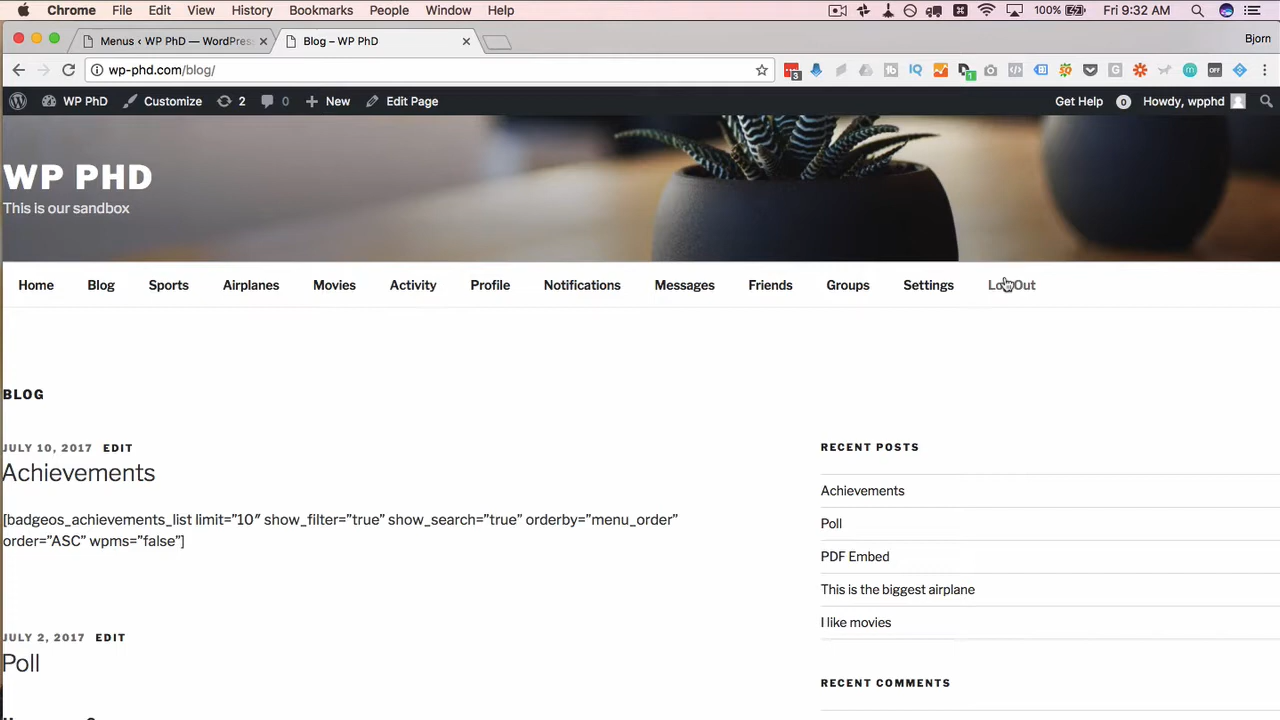 Chrome File Edit View History Bookmarks People Window Help 100% Fri 9:32 AM
Menus ‹ WP PhD — WordPres Blog – WP PhD Bjorn
wp-phd.com/blog/ 3 IQ 1 G m OFF
WP PhD Customize 2 0 New Edit Page Get Help 0 Howdy, wpphd
WP PHD
This is our sandbox
Home Blog Sports Airplanes Movies Activity Profile Notifications Messages Friends Groups Settings
BLOG
JULY 10, 2017 EDIT
Achievements
[badgeos_achievements_list limit=”10″ show_filter=”true” show_search=”true” orderby=”menu_order”
order=”ASC” wpms=”false”]
JULY 2, 2017 EDIT
Poll
RECENT POSTS
Achievements
Poll
PDF Embed
This is the biggest airplane
I like movies
RECENT COMMENTS